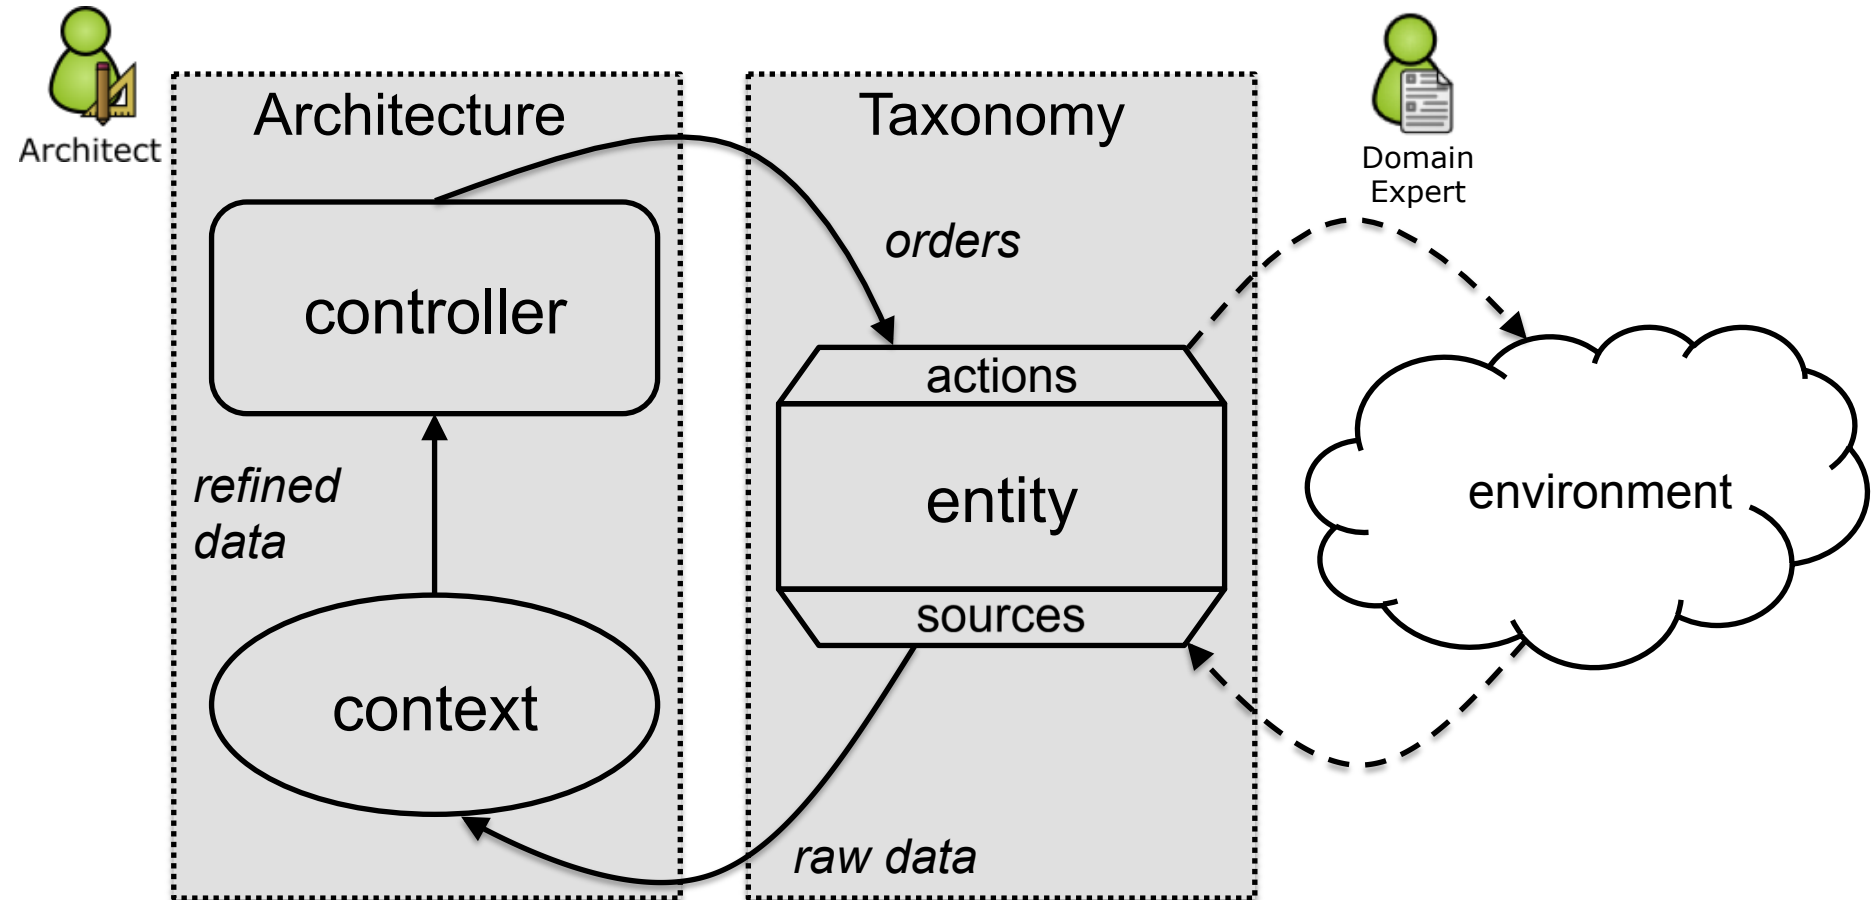 Architect
Architecture
controller
refined
data
context
Taxonomy
orders
actions
entity
sources
raw data
Domain
Expert
environment